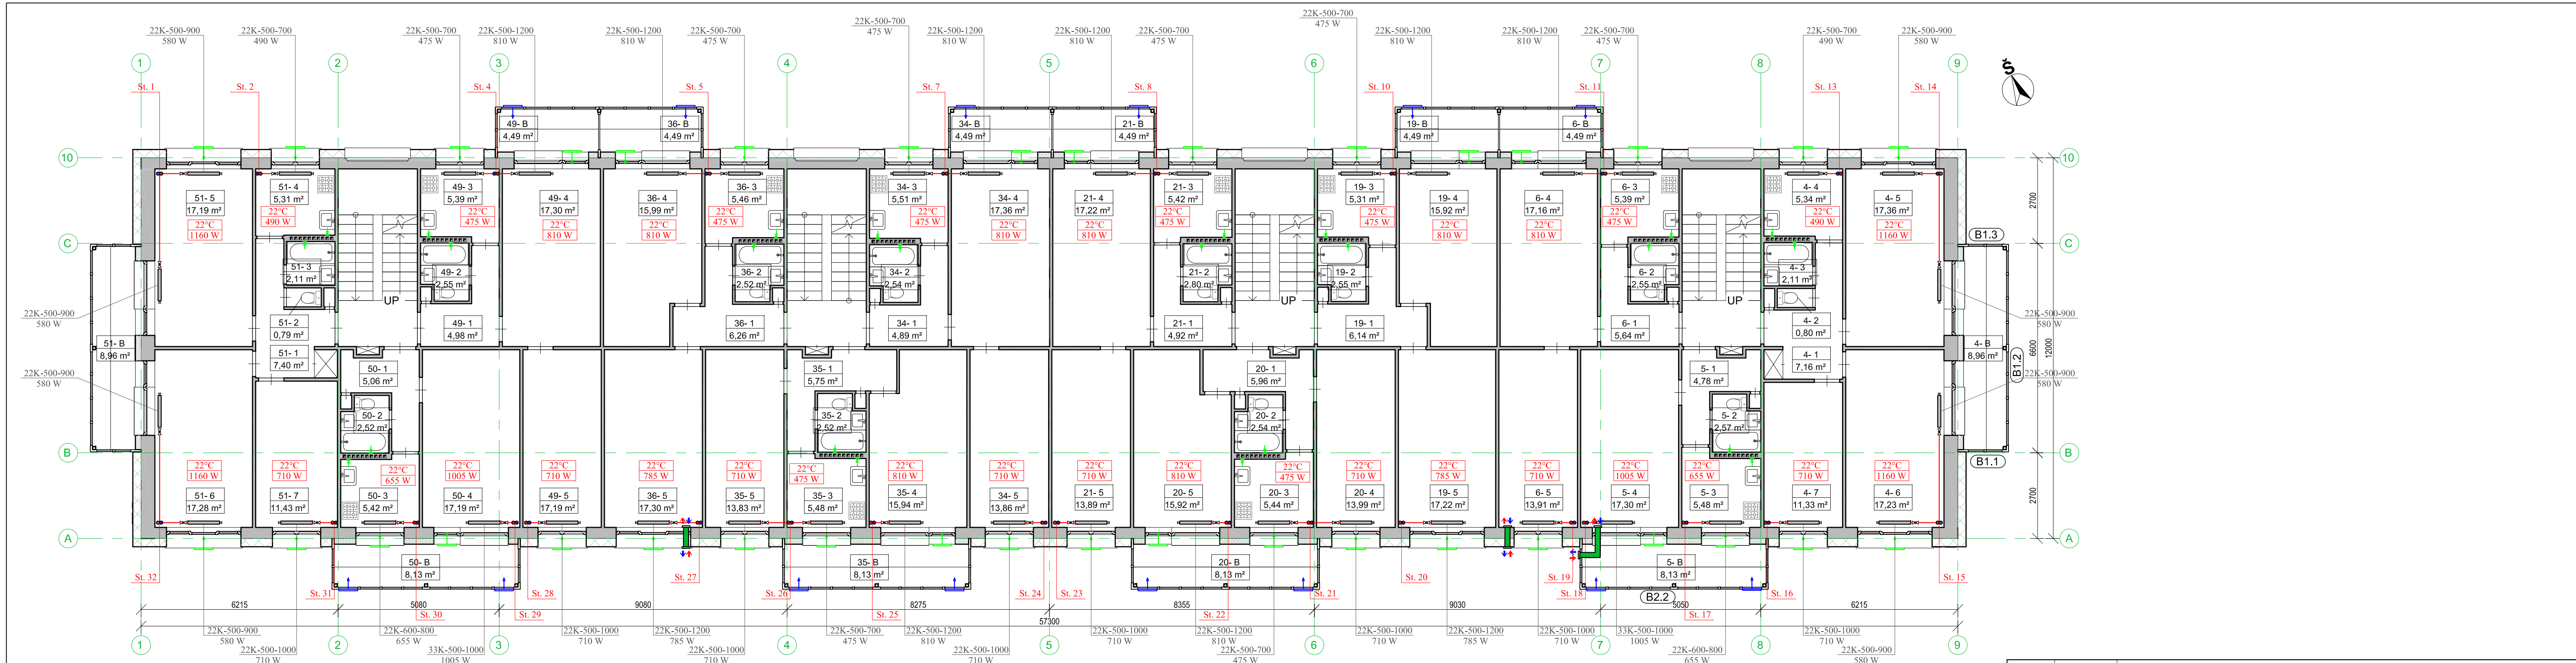 22K-500-900
580 W
22K-500-700
490 W
22K-500-700
475 W
22K-500-1200
810 W
22K-500-1200
810 W
22K-500-700
475 W
22K-500-700
475 W
22K-500-1200
810 W
22K-500-1200
810 W
22K-500-700
475 W
22K-500-700
475 W
22K-500-1200
810 W
22K-500-1200
810 W
22K-500-700
475 W
22K-500-700
490 W
22K-500-900
580 W
1
2
3
4
5
6
7
8
9
Š
St. 1
St. 2
St. 4
St. 5
St. 7
St. 8
St. 10
St. 11
St. 13
St. 14
49- B
4,49 m²
36- B
4,49 m²
34- B
4,49 m²
21- B
4,49 m²
19- B
4,49 m²
6- B
4,49 m²
10
10
51- 5
17,19 m²
22°C
1160 W
51- 4
5,31 m²
22°C
490 W
49- 3
5,39 m²
22°C
475 W
49- 4
17,30 m²
22°C
810 W
36- 4
15,99 m²
22°C
810 W
36- 3
5,46 m²
22°C
475 W
34- 3
5,51 m²
22°C
475 W
34- 4
17,36 m²
22°C
810 W
21- 4
17,22 m²
22°C
810 W
21- 3
5,42 m²
22°C
475 W
19- 3
5,31 m²
22°C
475 W
19- 4
15,92 m²
22°C
810 W
6- 4
17,16 m²
22°C
810 W
6- 3
5,39 m²
22°C
475 W
4- 4
5,34 m²
22°C
490 W
4- 5
17,36 m²
22°C
1160 W
2700
C
C
B1.3
51- 3
2,11 m²
49- 2
2,55 m²
36- 2
2,52 m²
34- 2
2,54 m²
21- 2
2,80 m²
19- 2
2,55 m²
6- 2
2,55 m²
4- 3
2,11 m²
UP
UP
UP
22K-500-900
580 W
22K-500-900
580 W
51- 2
0,79 m²
49- 1
4,98 m²
36- 1
6,26 m²
34- 1
4,89 m²
21- 1
4,92 m²
19- 1
6,14 m²
6- 1
5,64 m²
4- 2
0,80 m²
51- B
8,96 m²
4- B
8,96 m²
6600
12000
B1.2
51- 1
7,40 m²
50- 1
5,06 m²
35- 1
5,75 m²
20- 1
5,96 m²
5- 1
4,78 m²
4- 1
7,16 m²
22K-500-900
580 W
22K-500-900
580 W
50- 2
2,52 m²
35- 2
2,52 m²
20- 2
2,54 m²
5- 2
2,57 m²
B
B
B1.1
22°C
1160 W
51- 6
17,28 m²
22°C
710 W
51- 7
11,43 m²
22°C
655 W
50- 3
5,42 m²
22°C
1005 W
50- 4
17,19 m²
22°C
710 W
49- 5
17,19 m²
22°C
785 W
36- 5
17,30 m²
22°C
710 W
35- 5
13,83 m²
22°C
475 W
35- 3
5,48 m²
22°C
810 W
35- 4
15,94 m²
22°C
710 W
34- 5
13,86 m²
22°C
710 W
21- 5
13,89 m²
22°C
810 W
20- 5
15,92 m²
22°C
475 W
20- 3
5,44 m²
22°C
710 W
20- 4
13,99 m²
22°C
785 W
19- 5
17,22 m²
22°C
710 W
6- 5
13,91 m²
22°C
1005 W
5- 4
17,30 m²
22°C
655 W
5- 3
5,48 m²
22°C
710 W
4- 7
11,33 m²
22°C
1160 W
4- 6
17,23 m²
2700
A
A
50- B
8,13 m²
35- B
8,13 m²
20- B
8,13 m²
5- B
8,13 m²
B2.2
St. 32
St. 31
St. 30
St. 29
St. 28
St. 27
St. 26
St. 25
St. 24
St. 23
St. 22
St. 21
St. 20
St. 19
St. 18
St. 17
St. 16
St. 15
6215
5080
9080
8275
8355
9030
5050
6215
57300
22K-500-900
580 W
22K-500-1000
710 W
22K-600-800
655 W
33K-500-1000
1005 W
22K-500-1000
710 W
22K-500-1200
785 W
22K-500-1000
710 W
22K-500-700
475 W
22K-500-1200
810 W
22K-500-1000
710 W
22K-500-1000
710 W
22K-500-1200
810 W
22K-500-700
475 W
22K-500-1000
710 W
22K-500-1200
785 W
22K-500-1000
710 W
33K-500-1000
1005 W
22K-600-800
655 W
22K-500-1000
710 W
22K-500-900
580 W
1
2
3
4
5
6
7
8
9